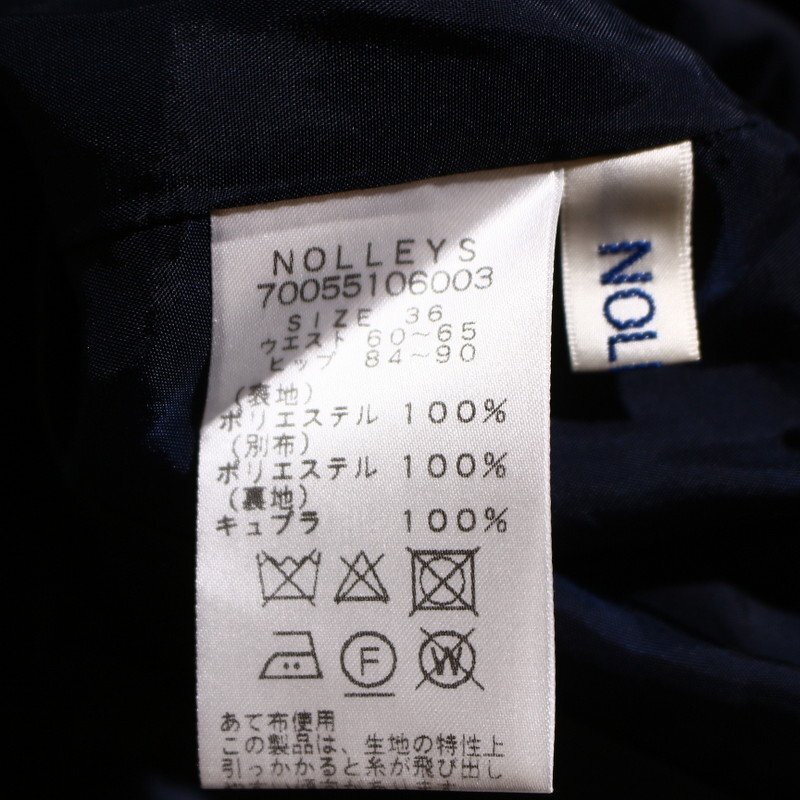 NOLLEYS
70055106003
SIZE 36
ウエスト 60~65
ヒップ 84~90
(表地)
ポリエステル 100%
(別布)
ポリエステル 100%
(裏地)
キュプラ 100%
F
W
あて布使用
この製品は、生地の特性上
引っかかると糸が飛び出し
NOL